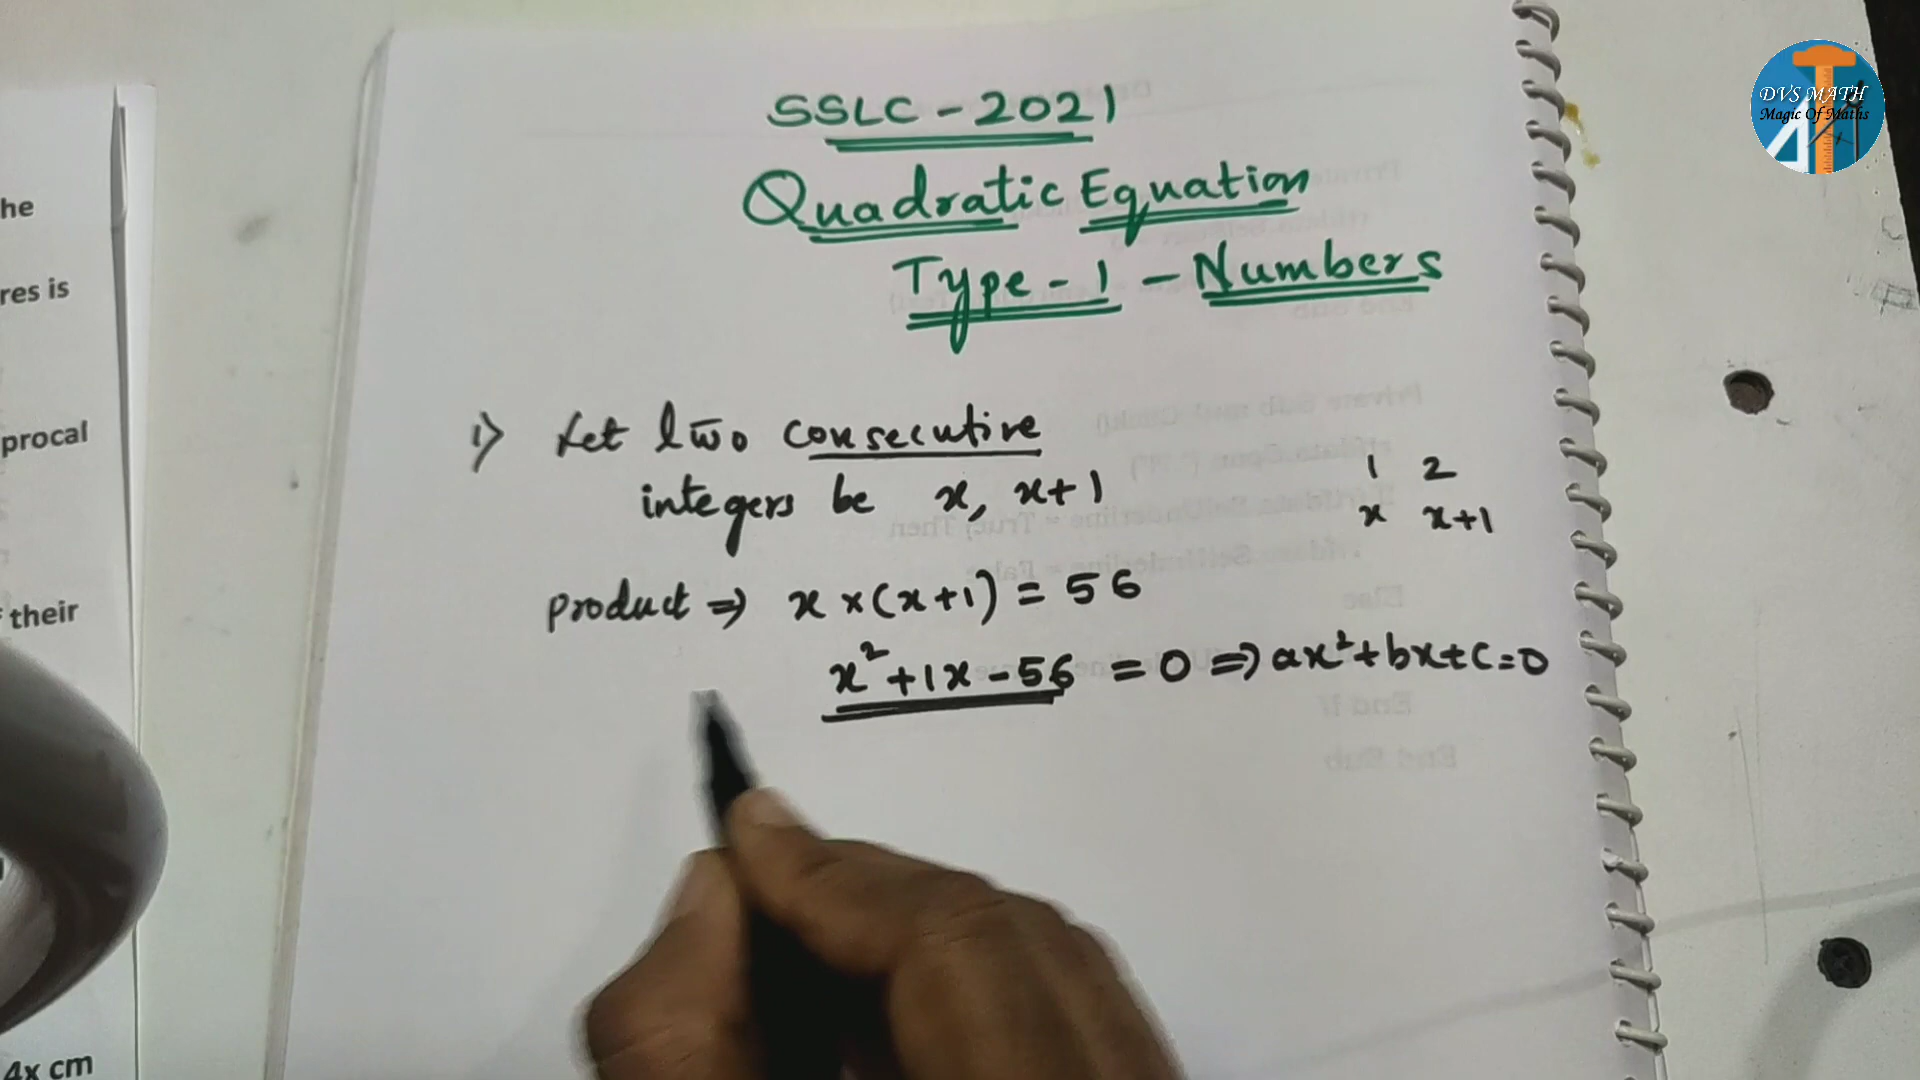 SSLC - 2021
Quadratic Equation
Type - 1 - Numbers
DVS MATH
Magic Of Maths
he
res is
procal
their
4x cm
1) Let two consecutive
integers be x, x+1
1 2
x x+1
product ⇒ x × (x+1) = 56
x² + 1x - 56 = 0 ⇒ ax² + bx + c = 0